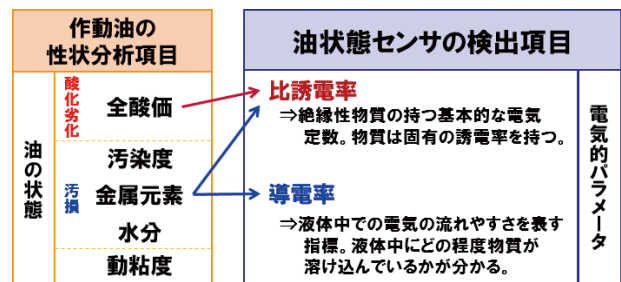 作動油の
性状分析項目
油の状態
酸化劣化
全酸価
汚損
汚染度
金属元素
水分
動粘度
油状態センサの検出項目
比誘電率
⇒絶縁性物質の持つ基本的な電気
定数。物質は固有の誘電率を持つ。
導電率
⇒液体中での電気の流れやすさを表す
指標。液体中にどの程度物質が
溶け込んでいるかが分かる。
電気的パラメータ